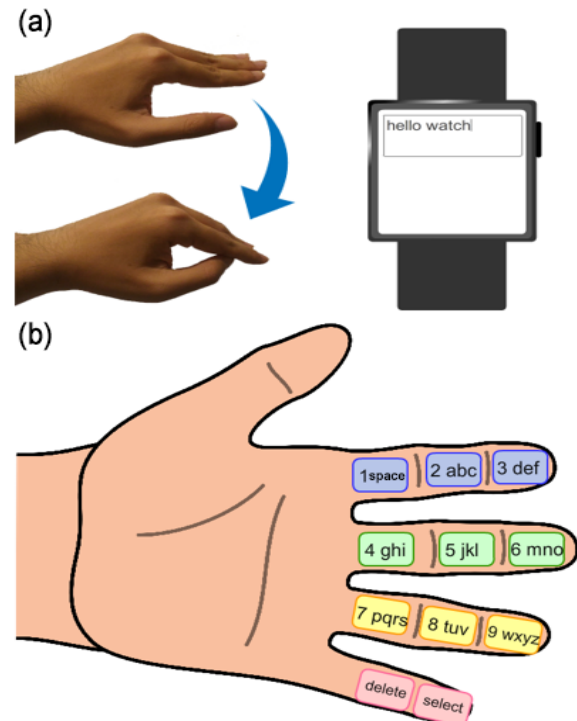 (a)
hello watch
(b)
1space 2 abc 3 def
4 ghi 5 jkl 6 mno
7 pqrs 8 tuv 9 wxyz
delete select